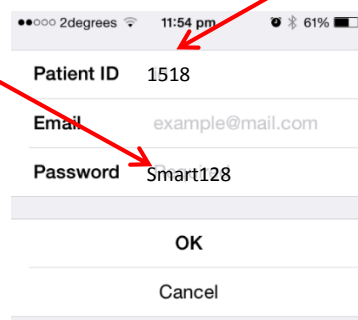 2degrees 11:54 pm 61%
Patient ID 1518
Email example@mail.com
Password Smart128
OK
Cancel